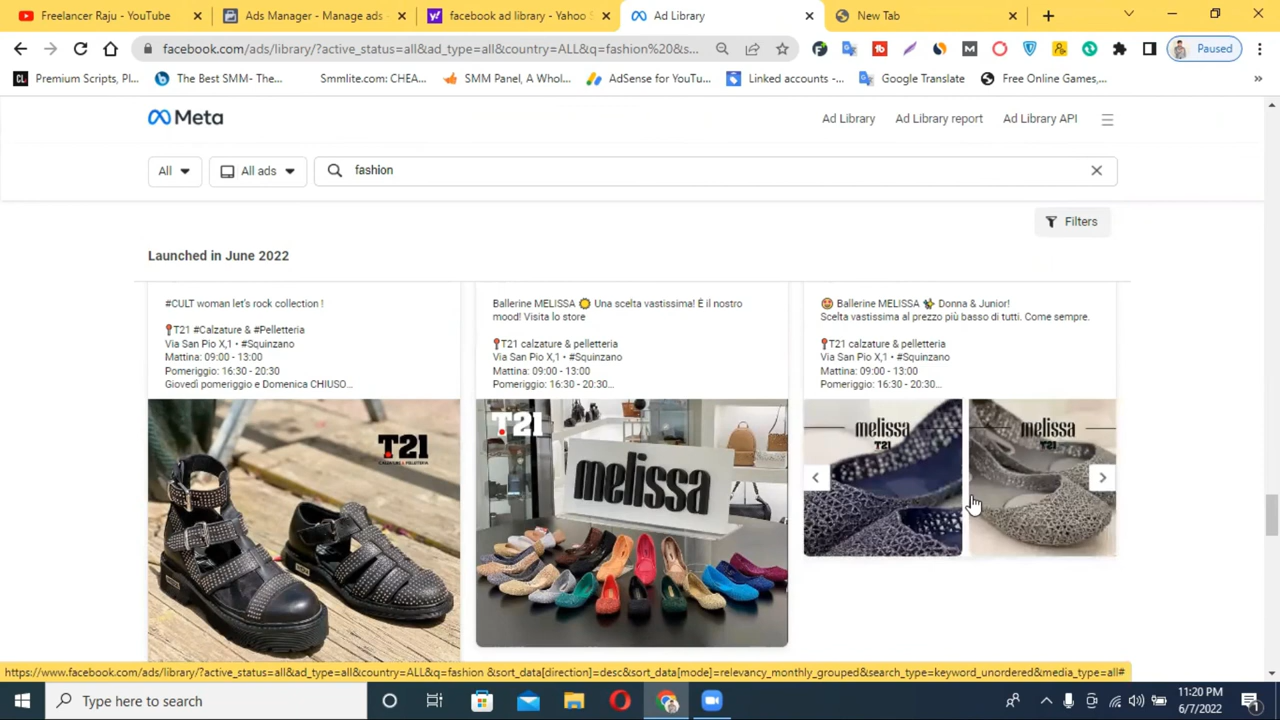 Freelancer Raju - YouTube
Ads Manager - Manage ads -
facebook ad library - Yahoo S
Ad Library
New Tab
facebook.com/ads/library/?active_status=all&ad_type=all&country=ALL&q=fashion%20&s...
Paused
Premium Scripts, Pl...
The Best SMM- The...
Smmlite.com: CHEA...
SMM Panel, A Whol...
AdSense for YouTu...
Linked accounts -...
Google Translate
Free Online Games,...
Meta
Ad Library
Ad Library report
Ad Library API
All
All ads
fashion
Filters
Launched in June 2022
#CULT woman let's rock collection !
📍T21 #Calzature & #Pelletteria
Via San Pio X,1 • #Squinzano
Mattina: 09:00 - 13:00
Pomeriggio: 16:30 - 20:30
Giovedì pomeriggio e Domenica CHIUSO...
T21
CALZATURE & PELLETTERIA
Ballerine MELISSA 🌞 Una scelta vastissima! È il nostro
mood! Visita lo store
📍T21 calzature & pelletteria
Via San Pio X,1 • #Squinzano
Mattina: 09:00 - 13:00
Pomeriggio: 16:30 - 20:30...
T21
melissa
🤩 Ballerine MELISSA ✨ Donna & Junior!
Scelta vastissima al prezzo più basso di tutti. Come sempre.
📍T21 calzature & pelletteria
Via San Pio X,1 • #Squinzano
Mattina: 09:00 - 13:00
Pomeriggio: 16:30 - 20:30...
melissa
T21
melissa
T21
https://www.facebook.com/ads/library/?active_status=all&ad_type=all&country=ALL&q=fashion &sort_data[direction]=desc&sort_data[mode]=relevancy_monthly_grouped&search_type=keyword_unordered&media_type=all#
Type here to search
11:20 PM
6/7/2022
1